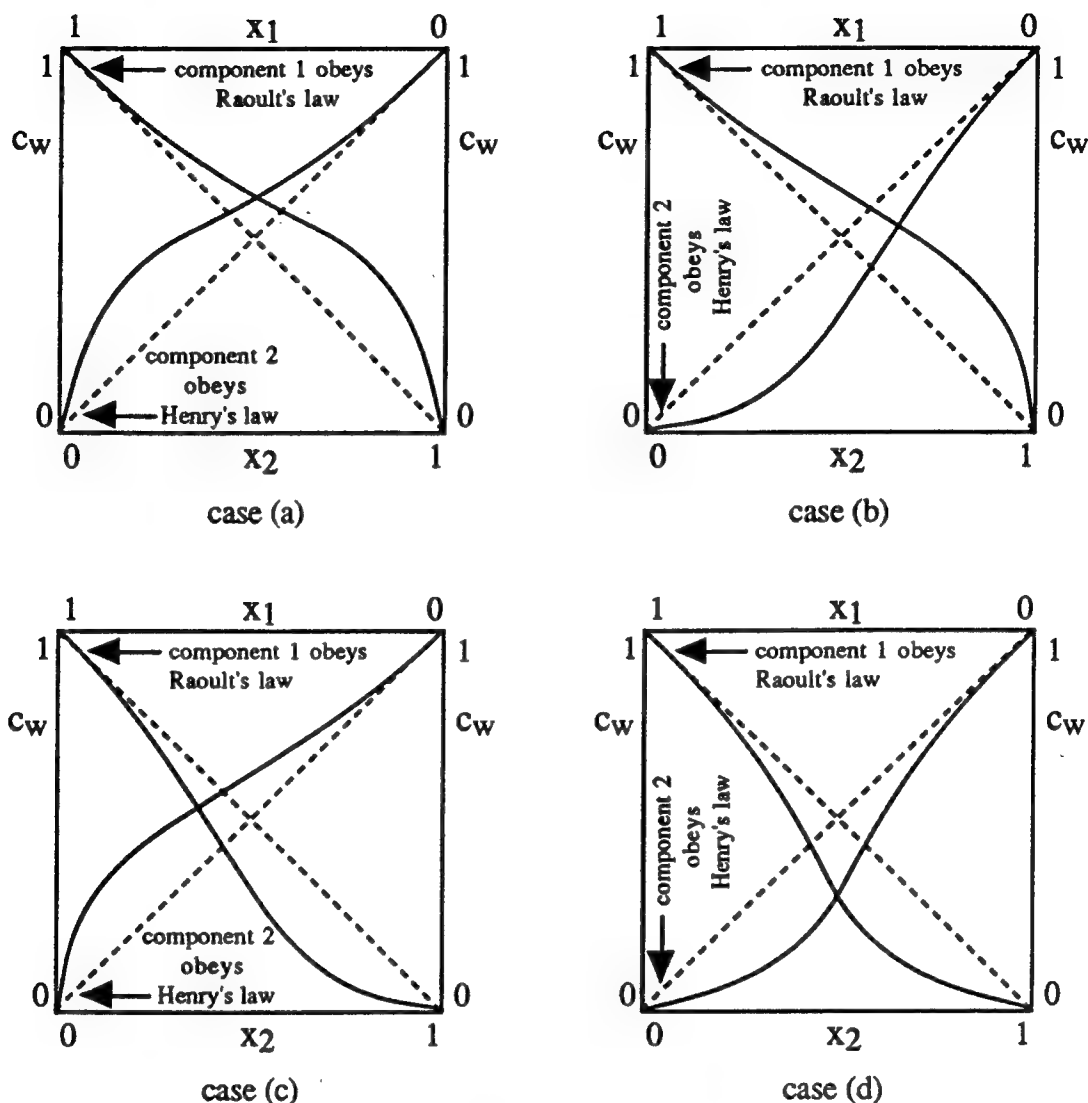 1 x1 0
1 component 1 obeys 1
Raoult's law
cw cw
component 2
obeys
Henry's law
0 0
0 x2 1
case (a)
1 x1 0
1 component 1 obeys 1
Raoult's law
cw cw
component 2
obeys
Henry's law
0 0
0 x2 1
case (b)
1 x1 0
1 component 1 obeys 1
Raoult's law
cw cw
component 2
obeys
Henry's law
0 0
0 x2 1
case (c)
1 x1 0
1 component 1 obeys 1
Raoult's law
cw cw
component 2
obeys
Henry's law
0 0
0 x2 1
case (d)